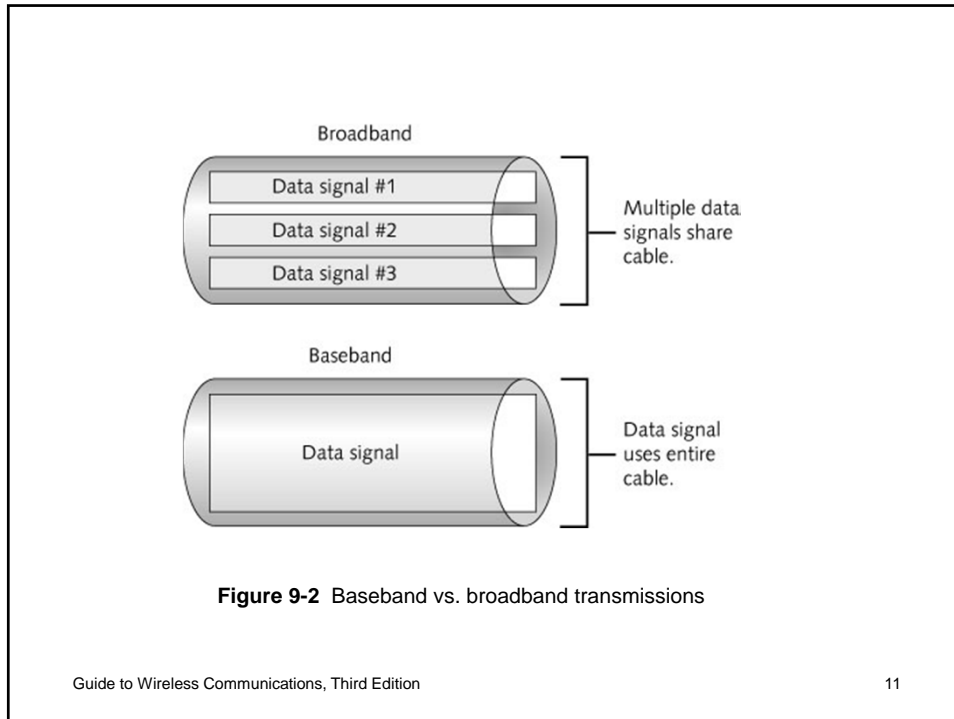 Broadband
Data signal #1
Data signal #2
Data signal #3
Multiple data
signals share
cable.
Baseband
Data signal
Data signal
uses entire
cable.
Figure 9-2 Baseband vs. broadband transmissions
Guide to Wireless Communications, Third Edition
11